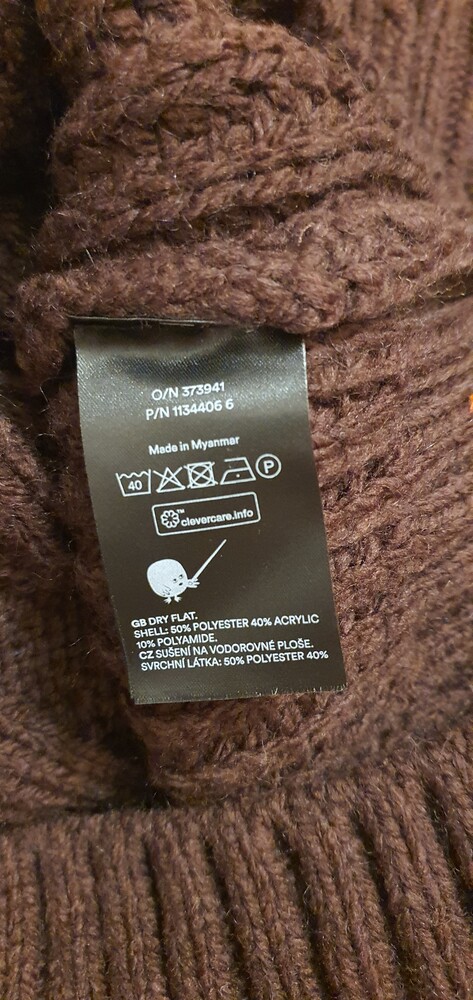 O/N 373941
P/N 1134406 6
Made in Myanmar
40 P
clevercare.info
GB DRY FLAT.
SHELL: 50% POLYESTER 40% ACRYLIC
10% POLYAMIDE.
CZ SUŠENÍ NA VODOROVNÉ PLOŠE.
SVRCHNÍ LÁTKA: 50% POLYESTER 40%